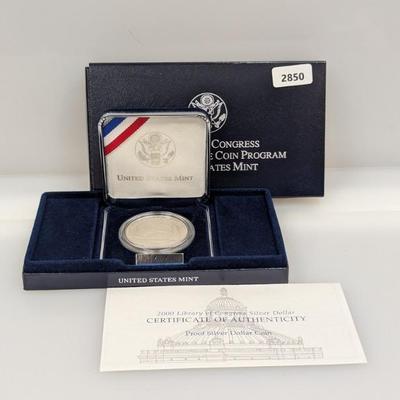 2850
CONGRESS
E COIN PROGRAM
ATES MINT
UNITED STATES MINT
UNITED STATES MINT
2000 Library of Congress Silver Dollar
CERTIFICATE OF AUTHENTICITY
Proof Silver Dollar Coin